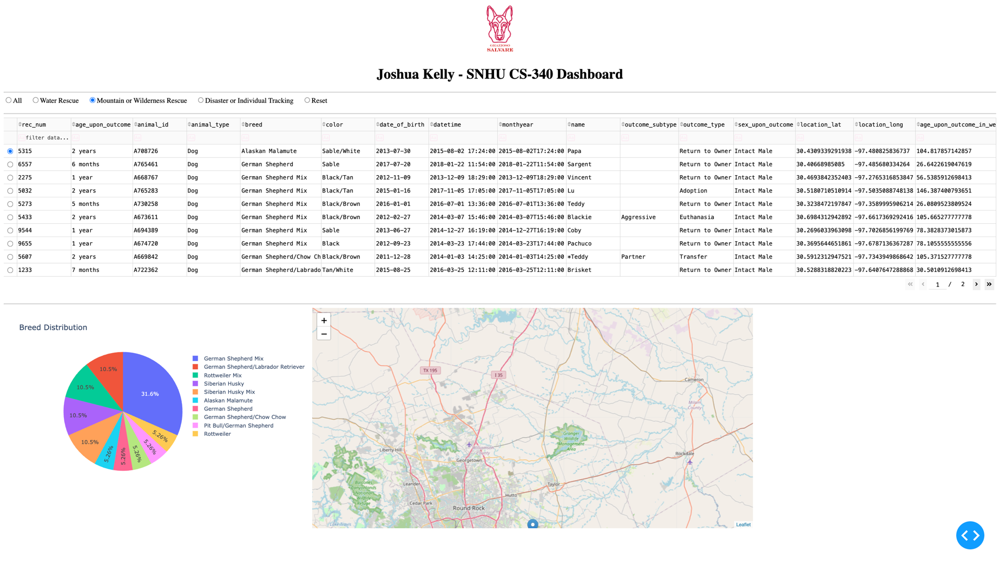 GRAZIOSO
SALVARE
Joshua Kelly - SNHU CS-340 Dashboard
All Water Rescue Mountain or Wilderness Rescue Disaster or Individual Tracking Reset
rec_num age_upon_outcome animal_id animal_type breed color date_of_birth datetime monthyear name outcome_subtype outcome_type sex_upon_outcome location_lat location_long age_upon_outcome_in_we
Aa filter data... Aa Aa Aa Aa Aa Aa Aa Aa Aa Aa Aa Aa Aa Aa Aa
5315 2 years A708726 Dog Alaskan Malamute Sable/White 2013-07-30 2015-08-02 17:24:00 2015-08-02T17:24:00 Papa Return to Owner Intact Male 30.4309339291938 -97.480825836737 104.817857142857
6557 6 months A765461 Dog German Shepherd Sable 2017-07-20 2018-01-22 11:54:00 2018-01-22T11:54:00 Sargent Return to Owner Intact Male 30.40668985085 -97.485680334264 26.6422619047619
2275 1 year A668767 Dog German Shepherd Mix Black/Tan 2012-11-09 2013-12-09 18:29:00 2013-12-09T18:29:00 Vincent Return to Owner Intact Male 30.4693842352403 -97.2765316853847 56.5385912698413
5032 2 years A765283 Dog German Shepherd Mix Black/Tan 2015-01-16 2017-11-05 17:05:00 2017-11-05T17:05:00 Lu Adoption Intact Male 30.5180710510914 -97.5035088748138 146.387400793651
5273 5 months A730258 Dog German Shepherd Mix Black/Brown 2016-01-01 2016-07-01 13:36:00 2016-07-01T13:36:00 Teddy Return to Owner Intact Male 30.3238472197847 -97.3589995906214 26.0809523809524
5433 2 years A673611 Dog German Shepherd Mix Black/Brown 2012-02-27 2014-03-07 15:46:00 2014-03-07T15:46:00 Blackie Aggressive Euthanasia Intact Male 30.6984312942892 -97.6617369292416 105.665277777778
9544 1 year A694389 Dog German Shepherd Mix Sable 2013-06-27 2014-12-27 16:19:00 2014-12-27T16:19:00 Coby Return to Owner Intact Male 30.2696033963098 -97.7026856199769 78.3828373015873
9655 1 year A674720 Dog German Shepherd Mix Black 2012-09-23 2014-03-23 17:44:00 2014-03-23T17:44:00 Pachuco Return to Owner Intact Male 30.3695644651861 -97.6787136367287 78.1055555555556
5607 2 years A669842 Dog German Shepherd/Chow Ch Black/Brown 2011-12-28 2014-01-03 14:25:00 2014-01-03T14:25:00 *Teddy Partner Transfer Intact Male 30.5912312947521 -97.7343949868642 105.371527777778
1233 7 months A722362 Dog German Shepherd/Labrado Tan/White 2015-08-25 2016-03-25 12:11:00 2016-03-25T12:11:00 Brisket Return to Owner Intact Male 30.5288318820223 -97.6407647288868 30.5010912698413
1 / 2
Breed Distribution
31.6%
10.5%
10.5%
10.5%
10.5%
5.26%
5.26%
5.26%
5.26%
5.26%
German Shepherd Mix
German Shepherd/Labrador Retriever
Rottweiler Mix
Siberian Husky
Siberian Husky Mix
Alaskan Malamute
German Shepherd
German Shepherd/Chow Chow
Pit Bull/German Shepherd
Rottweiler
+
−
TX 195
I 35
Cameron
Milam
County
Granger
Wildlife
Management
Area
Liberty Hill
Williamson
County
Georgetown
Rockdale
Balcones
Canyonlands
National
Wildlife
Refuge
Leander
Taylor
Hutto
Cedar Park
Round Rock
Lake Travis
Leaflet